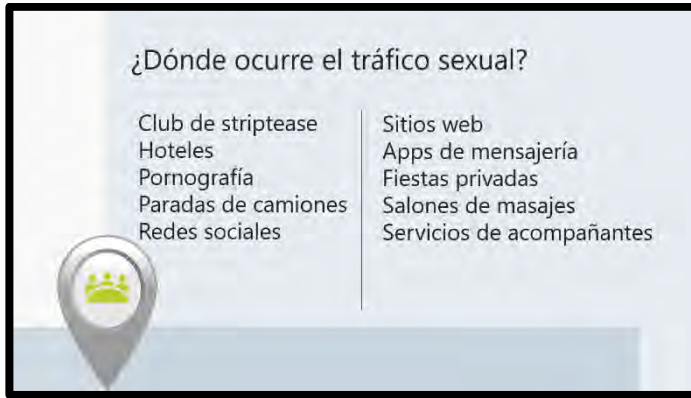 ¿Dónde ocurre el tráfico sexual?
Club de striptease
Hoteles
Pornografía
Paradas de camiones
Redes sociales
Sitios web
Apps de mensajería
Fiestas privadas
Salones de masajes
Servicios de acompañantes